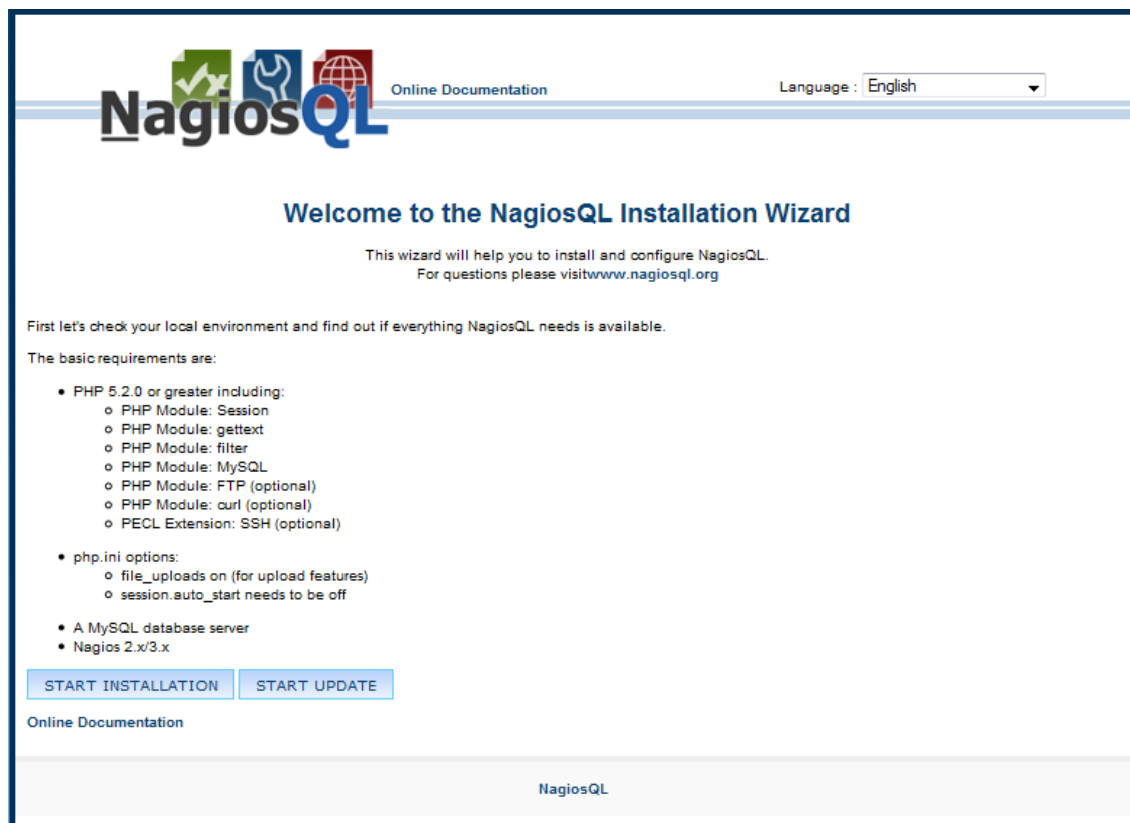 NagiosQL
Online Documentation
Language : English
Welcome to the NagiosQL Installation Wizard
This wizard will help you to install and configure NagiosQL.
For questions please visitwww.nagiosql.org
First let's check your local environment and find out if everything NagiosQL needs is available.
The basic requirements are:
PHP 5.2.0 or greater including:
PHP Module: Session
PHP Module: gettext
PHP Module: filter
PHP Module: MySQL
PHP Module: FTP (optional)
PHP Module: curl (optional)
PECL Extension: SSH (optional)
php.ini options:
file_uploads on (for upload features)
session.auto_start needs to be off
A MySQL database server
Nagios 2.x/3.x
START INSTALLATION START UPDATE
Online Documentation
NagiosQL